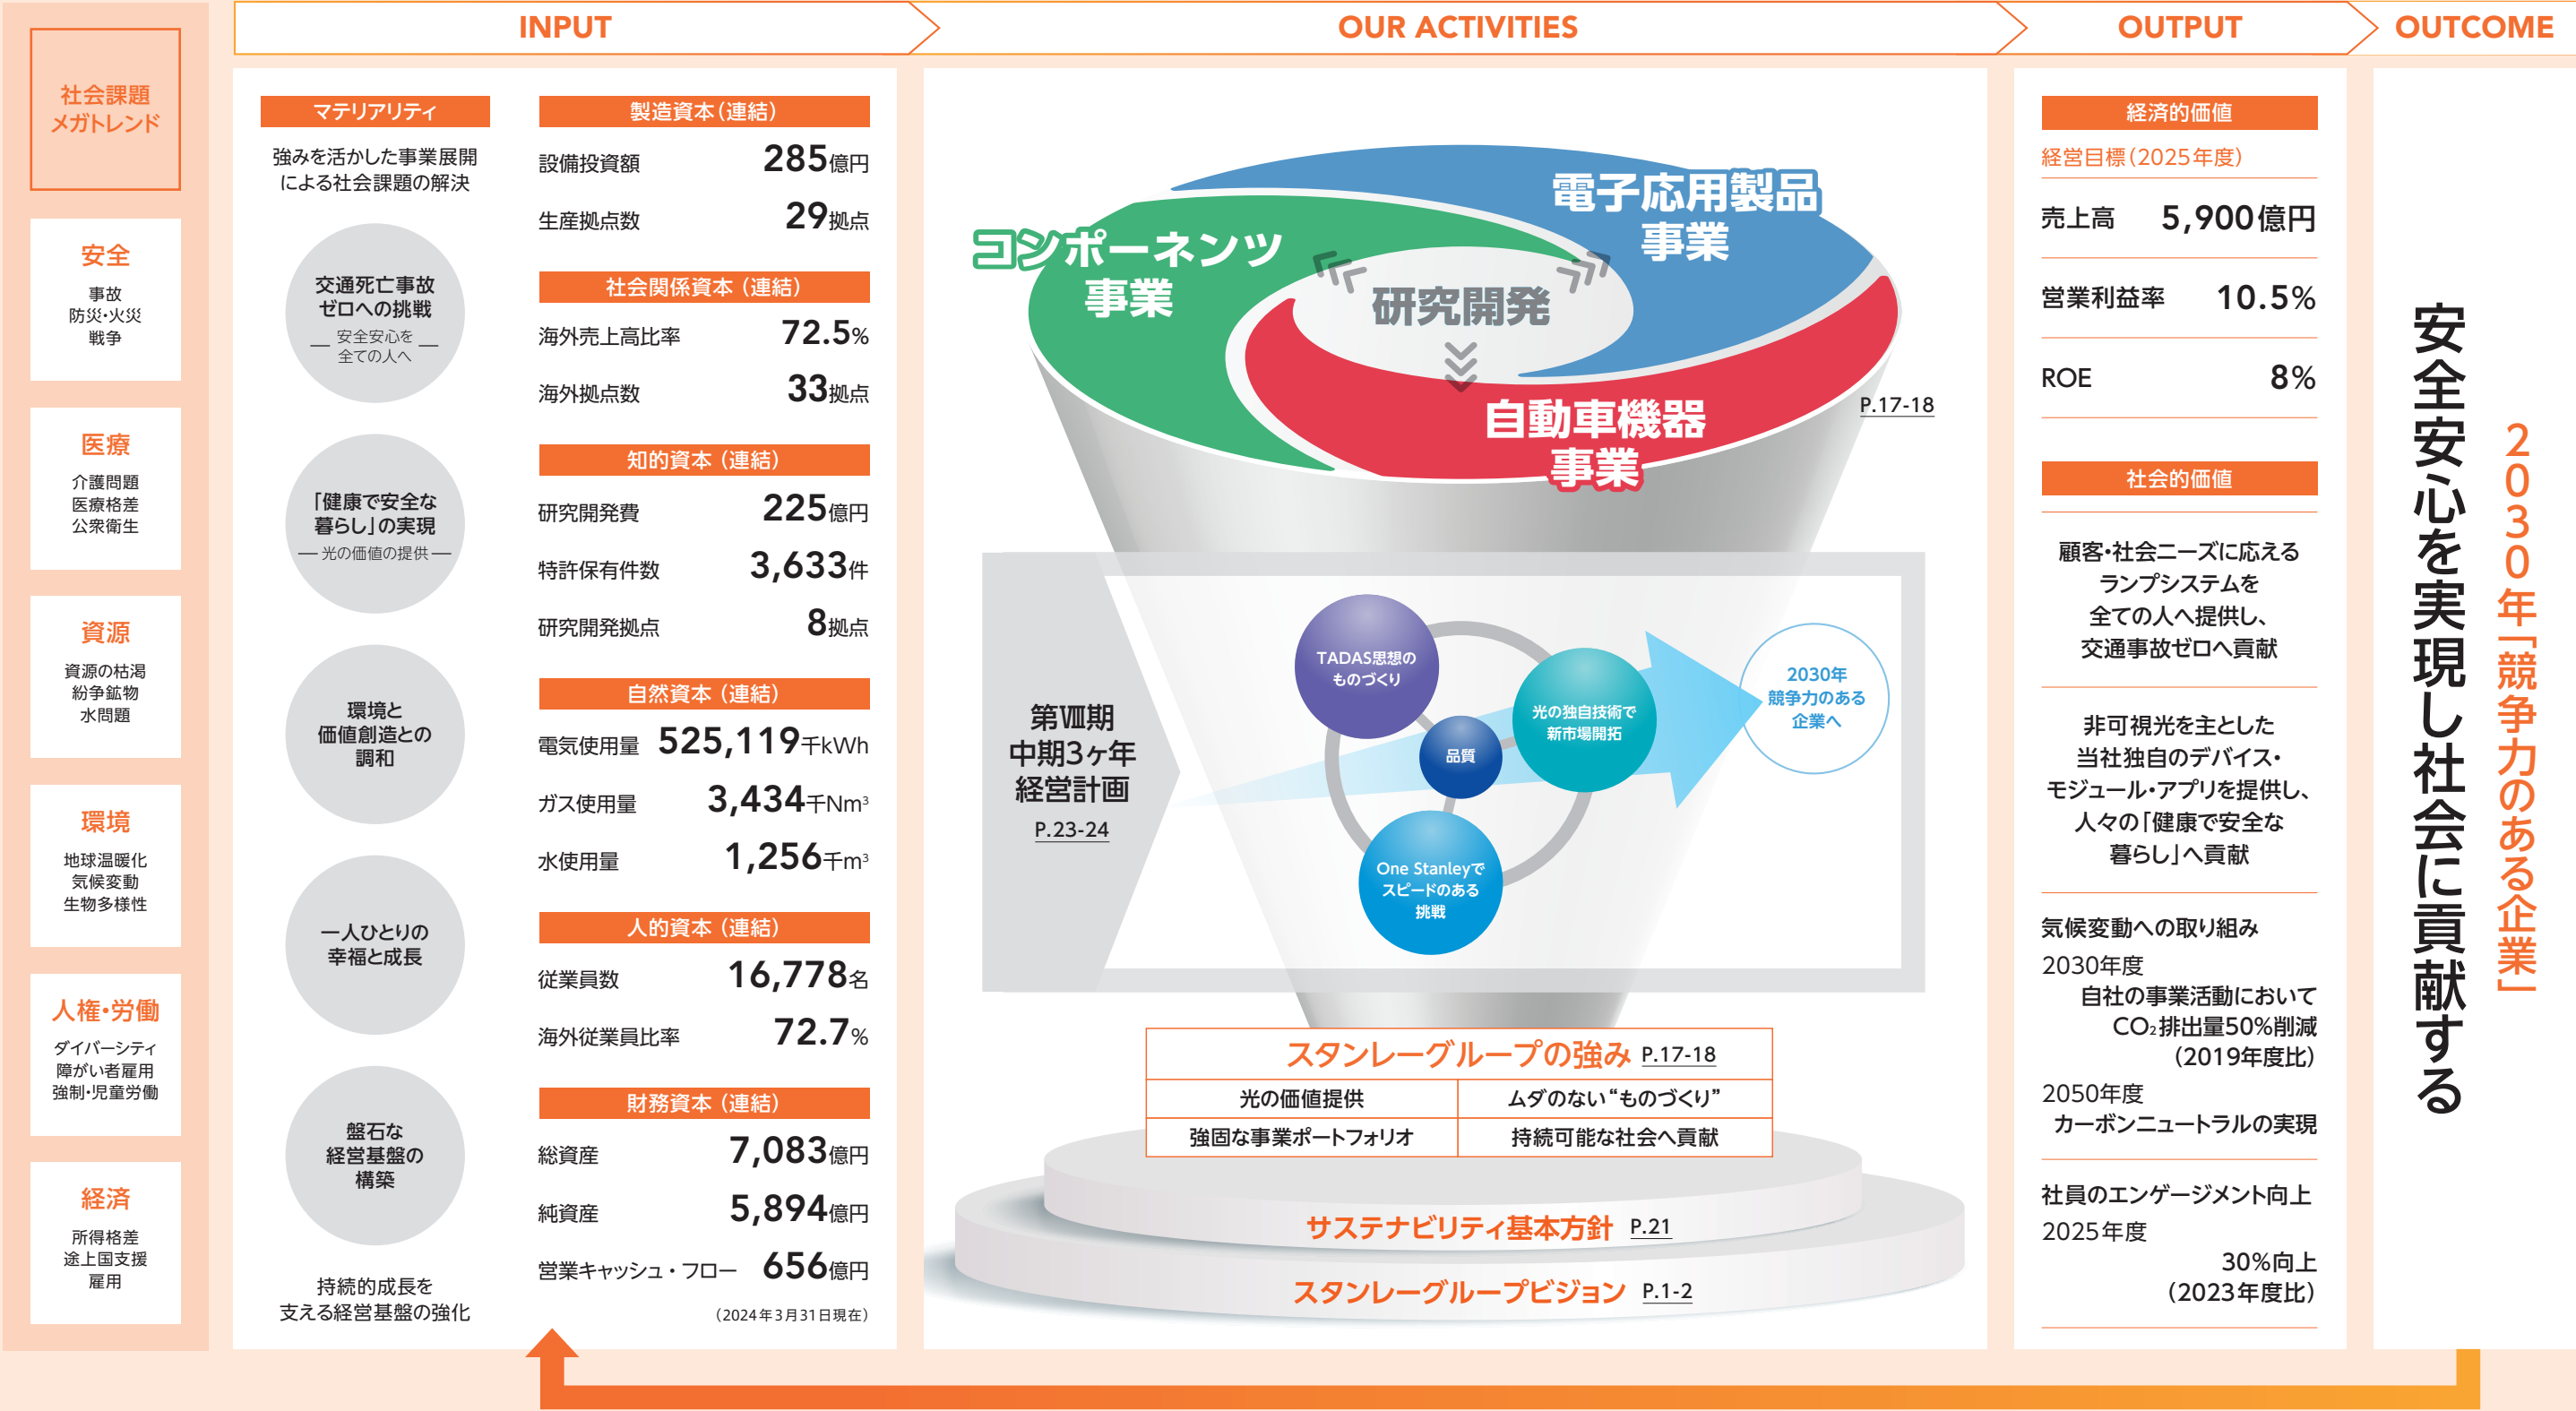 INPUT
OUR ACTIVITIES
OUTPUT
OUTCOME
社会課題
メガトレンド
安全
事故
防災・火災
戦争
医療
介護問題
医療格差
公衆衛生
資源
資源の枯渇
紛争鉱物
水問題
環境
地球温暖化
気候変動
生物多様性
人権・労働
ダイバーシティ
障がい者雇用
強制・児童労働
経済
所得格差
途上国支援
雇用
マテリアリティ
強みを活かした事業展開
による社会課題の解決
交通死亡事故
ゼロへの挑戦
― 安全安心を ―
全ての人へ
「健康で安全な
暮らし」の実現
― 光の価値の提供 ―
環境と
価値創造との
調和
一人ひとりの
幸福と成長
盤石な
経営基盤の
構築
持続的成長を
支える経営基盤の強化
製造資本（連結）
設備投資額 285億円
生産拠点数 29拠点
社会関係資本（連結）
海外売上高比率 72.5%
海外拠点数 33拠点
知的資本（連結）
研究開発費 225億円
特許保有件数 3,633件
研究開発拠点 8拠点
自然資本（連結）
電気使用量 525,119千kWh
ガス使用量 3,434千Nm³
水使用量 1,256千m³
人的資本（連結）
従業員数 16,778名
海外従業員比率 72.7%
財務資本（連結）
総資産 7,083億円
純資産 5,894億円
営業キャッシュ・フロー 656億円
（2024年3月31日現在）
電子応用製品
事業
コンポーネンツ
事業
研究開発
自動車機器
事業
P.17-18
第Ⅷ期
中期3ヶ年
経営計画
P.23-24
TADAS思想の
ものづくり
光の独自技術で
新市場開拓
品質
One Stanleyで
スピードのある
挑戦
2030年
競争力のある
企業へ
スタンレーグループの強み P.17-18
光の価値提供 ムダのない“ものづくり”
強固な事業ポートフォリオ 持続可能な社会へ貢献
サステナビリティ基本方針 P.21
スタンレーグループビジョン P.1-2
経済的価値
経営目標（2025年度）
売上高 5,900億円
営業利益率 10.5%
ROE 8%
社会的価値
顧客・社会ニーズに応える
ランプシステムを
全ての人へ提供し、
交通事故ゼロへ貢献
非可視光を主とした
当社独自のデバイス・
モジュール・アプリを提供し、
人々の「健康で安全な
暮らし」へ貢献
気候変動への取り組み
2030年度
自社の事業活動において
CO₂排出量50%削減
（2019年度比）
2050年度
カーボンニュートラルの実現
社員のエンゲージメント向上
2025年度
30%向上
（2023年度比）
2030年「競争力のある企業」
安全安心を実現し社会に貢献する